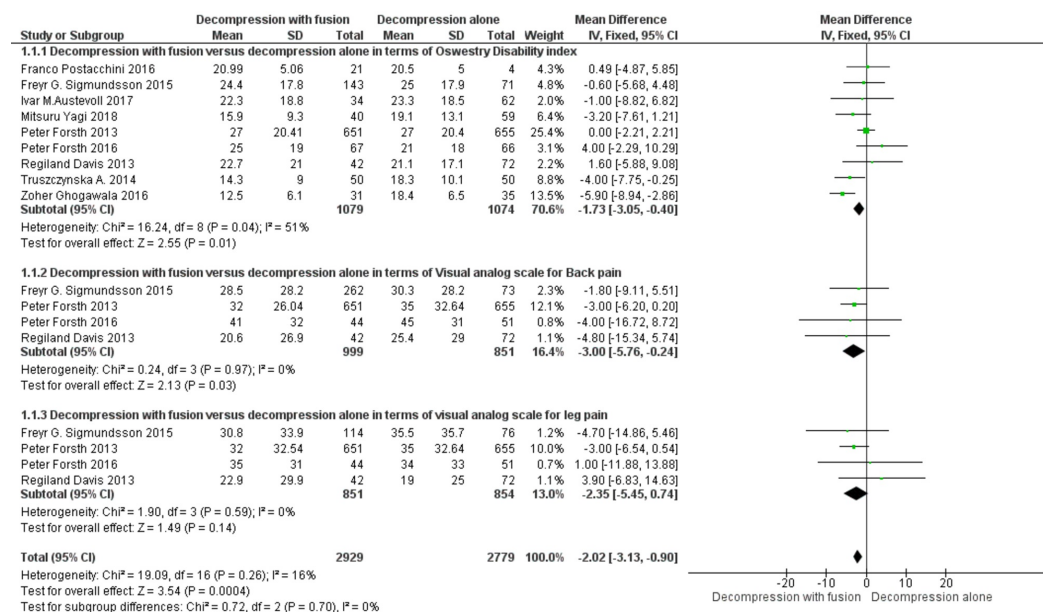 Decompression with fusion Decompression alone Mean Difference Mean Difference
Study or Subgroup Mean SD Total Mean SD Total Weight IV, Fixed, 95% CI IV, Fixed, 95% CI
1.1.1 Decompression with fusion versus decompression alone in terms of Oswestry Disability index
Franco Postacchini 2016 20.99 5.06 21 20.5 5 4 4.3% 0.49 [-4.87, 5.85]
Freyr G. Sigmundsson 2015 24.4 17.8 143 25 17.9 71 4.8% -0.60 [-5.68, 4.48]
Ivar M.Austevoll 2017 22.3 18.8 34 23.3 18.5 62 2.0% -1.00 [-8.82, 6.82]
Mitsuru Yagi 2018 15.9 9.3 40 19.1 13.1 59 6.4% -3.20 [-7.61, 1.21]
Peter Forsth 2013 27 20.41 651 27 20.4 655 25.4% 0.00 [-2.21, 2.21]
Peter Forsth 2016 25 19 67 21 18 66 3.1% 4.00 [-2.29, 10.29]
Regiland Davis 2013 22.7 21 42 21.1 17.1 72 2.2% 1.60 [-5.88, 9.08]
Truszczynska A. 2014 14.3 9 50 18.3 10.1 50 8.8% -4.00 [-7.75, -0.25]
Zoher Ghogawala 2016 12.5 6.1 31 18.4 6.5 35 13.5% -5.90 [-8.94, -2.86]
Subtotal (95% CI) 1079 1074 70.6% -1.73 [-3.05, -0.40]
Heterogeneity: Chi² = 16.24, df = 8 (P = 0.04); I² = 51%
Test for overall effect: Z = 2.55 (P = 0.01)
1.1.2 Decompression with fusion versus decompression alone in terms of Visual analog scale for Back pain
Freyr G. Sigmundsson 2015 28.5 28.2 262 30.3 28.2 73 2.3% -1.80 [-9.11, 5.51]
Peter Forsth 2013 32 26.04 651 35 32.64 655 12.1% -3.00 [-6.20, 0.20]
Peter Forsth 2016 41 32 44 45 31 51 0.8% -4.00 [-16.72, 8.72]
Regiland Davis 2013 20.6 26.9 42 25.4 29 72 1.1% -4.80 [-15.34, 5.74]
Subtotal (95% CI) 999 851 16.4% -3.00 [-5.76, -0.24]
Heterogeneity: Chi² = 0.24, df = 3 (P = 0.97); I² = 0%
Test for overall effect: Z = 2.13 (P = 0.03)
1.1.3 Decompression with fusion versus decompression alone in terms of visual analog scale for leg pain
Freyr G. Sigmundsson 2015 30.8 33.9 114 35.5 35.7 76 1.2% -4.70 [-14.86, 5.46]
Peter Forsth 2013 32 32.54 651 35 32.64 655 10.0% -3.00 [-6.54, 0.54]
Peter Forsth 2016 35 31 44 34 33 51 0.7% 1.00 [-11.88, 13.88]
Regiland Davis 2013 22.9 29.9 42 19 25 72 1.1% 3.90 [-6.83, 14.63]
Subtotal (95% CI) 851 854 13.0% -2.35 [-5.45, 0.74]
Heterogeneity: Chi² = 1.90, df = 3 (P = 0.59); I² = 0%
Test for overall effect: Z = 1.49 (P = 0.14)
Total (95% CI) 2929 2779 100.0% -2.02 [-3.13, -0.90]
Heterogeneity: Chi² = 19.09, df = 16 (P = 0.26); I² = 16%
Test for overall effect: Z = 3.54 (P = 0.0004)
Test for subgroup differences: Chi² = 0.72, df = 2 (P = 0.70), I² = 0%
-20 -10 0 10 20
Decompression with fusion Decompression alone